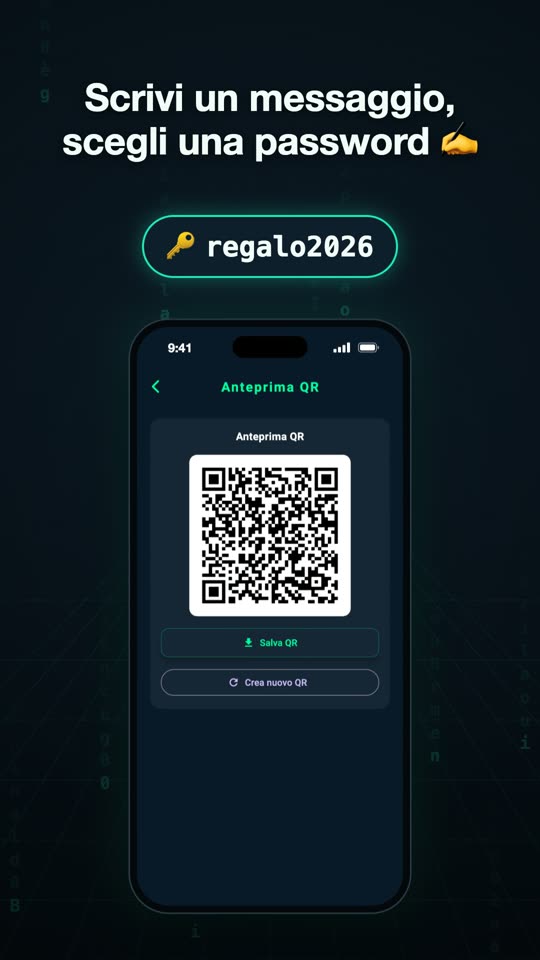 Scrivi un messaggio,
scegli una password ✍️
🔑 regalo2026
9:41
Anteprima QR
Anteprima QR
Salva QR
Crea nuovo QR